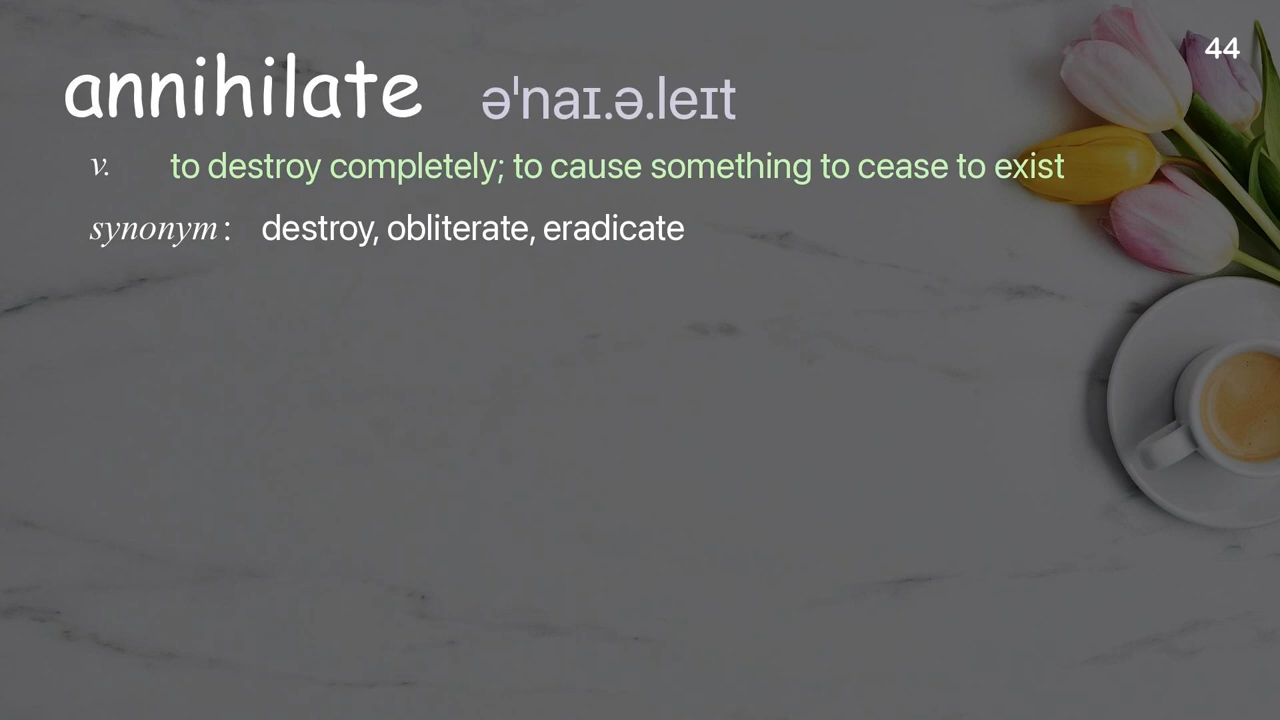 44
annihilate əˈnaɪ.ə.leɪt
v. to destroy completely; to cause something to cease to exist
synonym: destroy, obliterate, eradicate